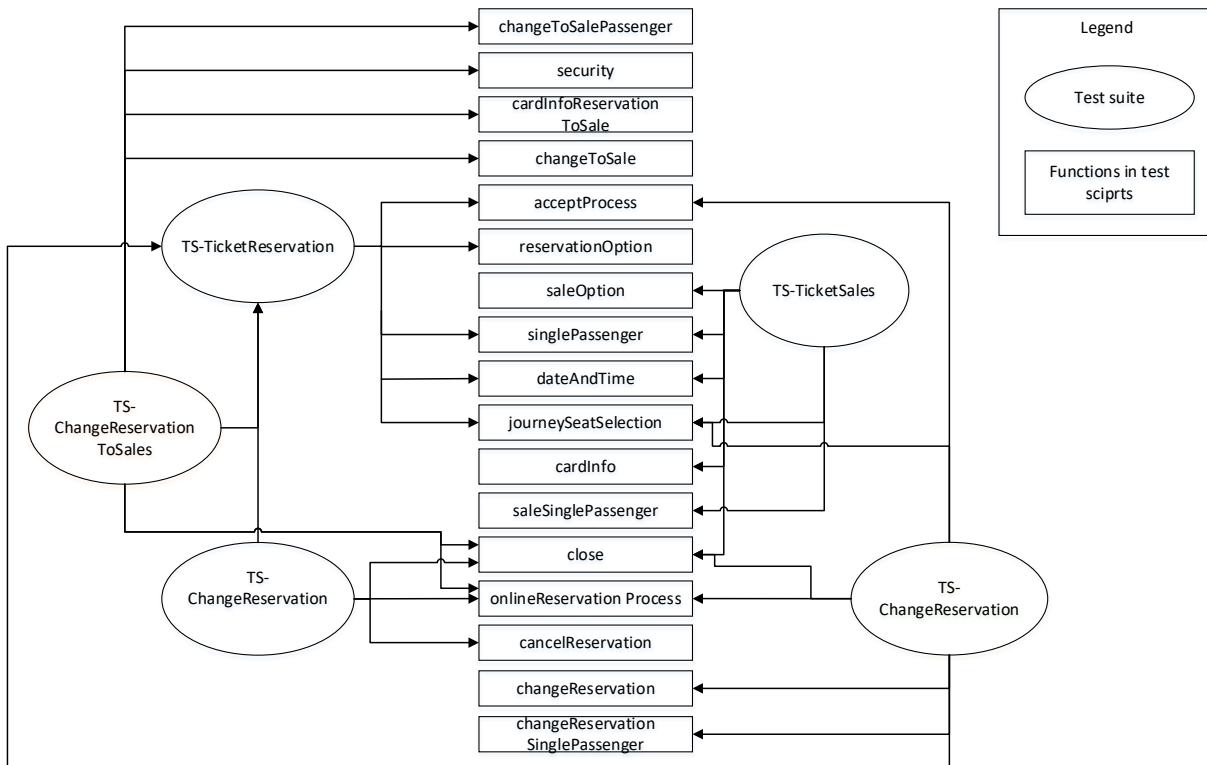 changeToSalePassenger
security
cardInfoReservation
ToSale
changeToSale
acceptProcess
reservationOption
saleOption
singlePassenger
dateAndTime
journeySeatSelection
cardInfo
saleSinglePassenger
close
onlineReservation Process
cancelReservation
changeReservation
changeReservation
SinglePassenger
TS-TicketReservation
TS-
ChangeReservation
ToSales
TS-
ChangeReservation
TS-TicketSales
TS-
ChangeReservation
Legend
Test suite
Functions in test
sciprts